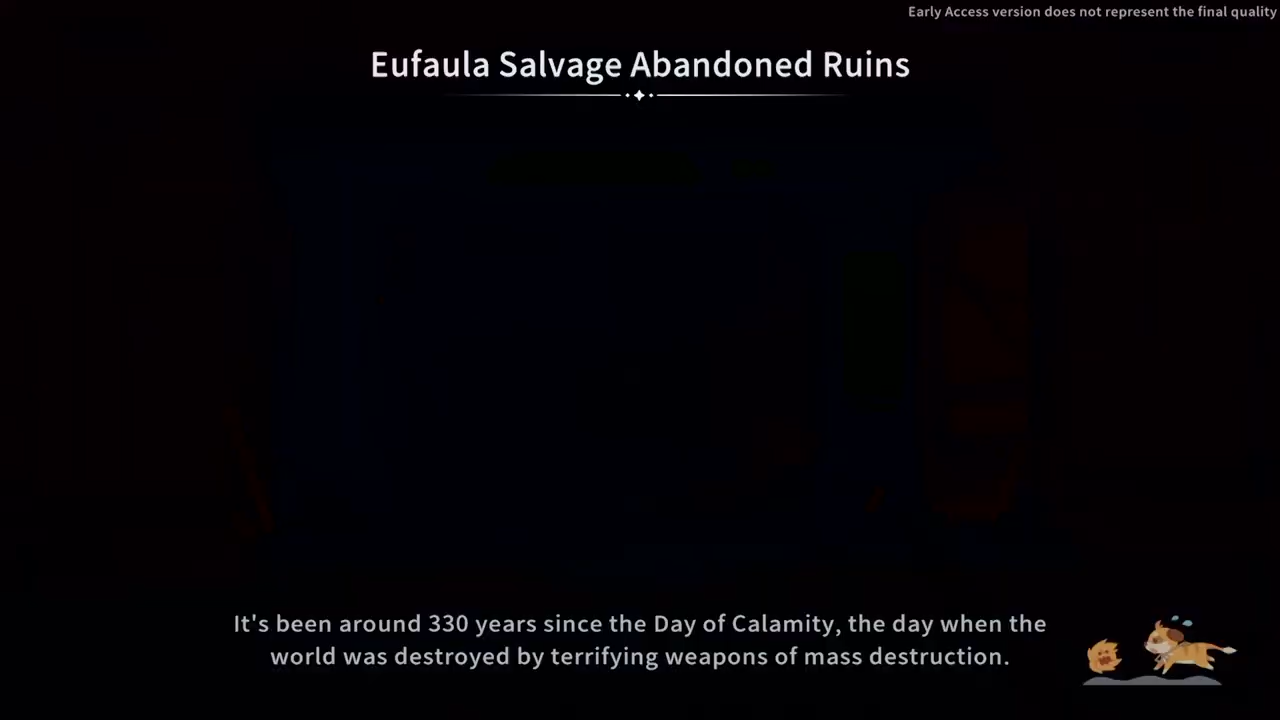 Early Access version does not represent the final quality
Eufaula Salvage Abandoned Ruins
It's been around 330 years since the Day of Calamity, the day when the
world was destroyed by terrifying weapons of mass destruction.